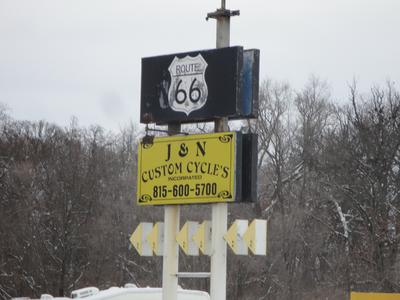 ROUTE
66
J & N
CUSTOM CYCLE'S
INCORPORATED
815-600-5700